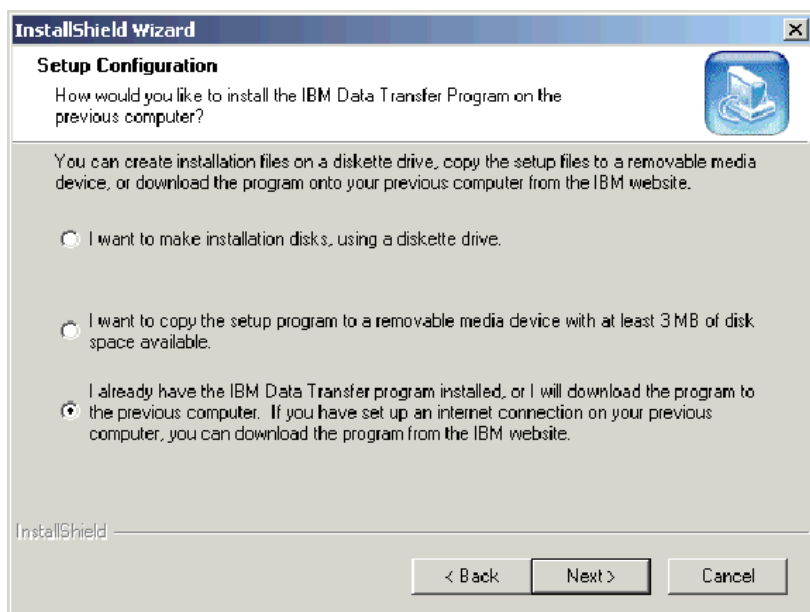 InstallShield Wizard
Setup Configuration
How would you like to install the IBM Data Transfer Program on the
previous computer?
You can create installation files on a diskette drive, copy the setup files to a removable media
device, or download the program onto your previous computer from the IBM website.
I want to make installation disks, using a diskette drive.
I want to copy the setup program to a removable media device with at least 3 MB of disk
space available.
I already have the IBM Data Transfer program installed, or I will download the program to
the previous computer. If you have set up an internet connection on your previous
computer, you can download the program from the IBM website.
InstallShield
< Back
Next >
Cancel